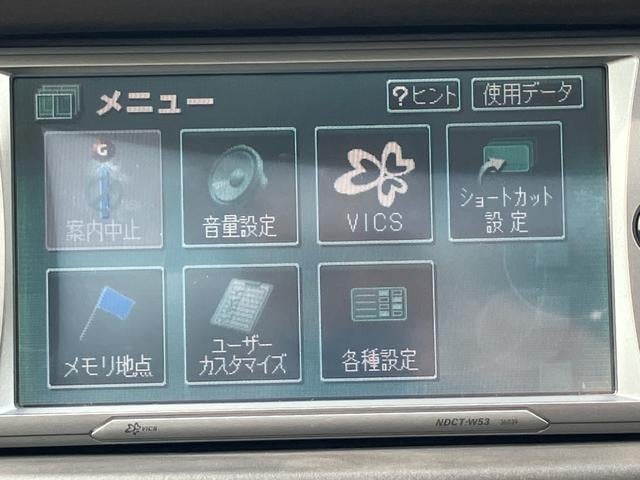 メニュー
?ヒント
使用データ
G
案内中止
音量設定
VICS
ショートカット
設定
メモリ地点
ユーザー
カスタマイズ
各種設定
VICS
NDCT-W53